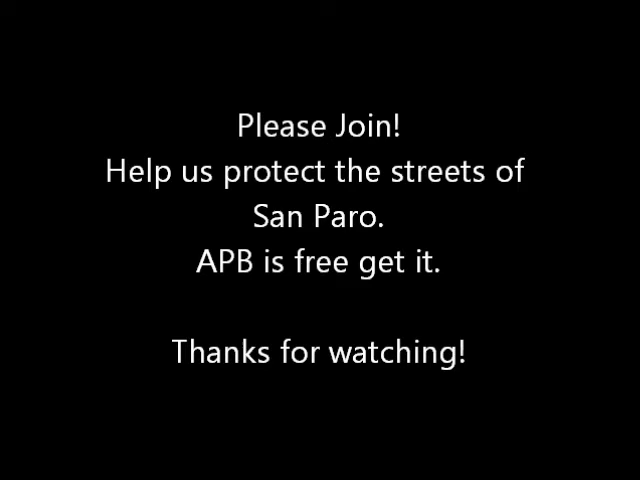 Please Join!
Help us protect the streets of
San Paro.
APB is free get it.
Thanks for watching!